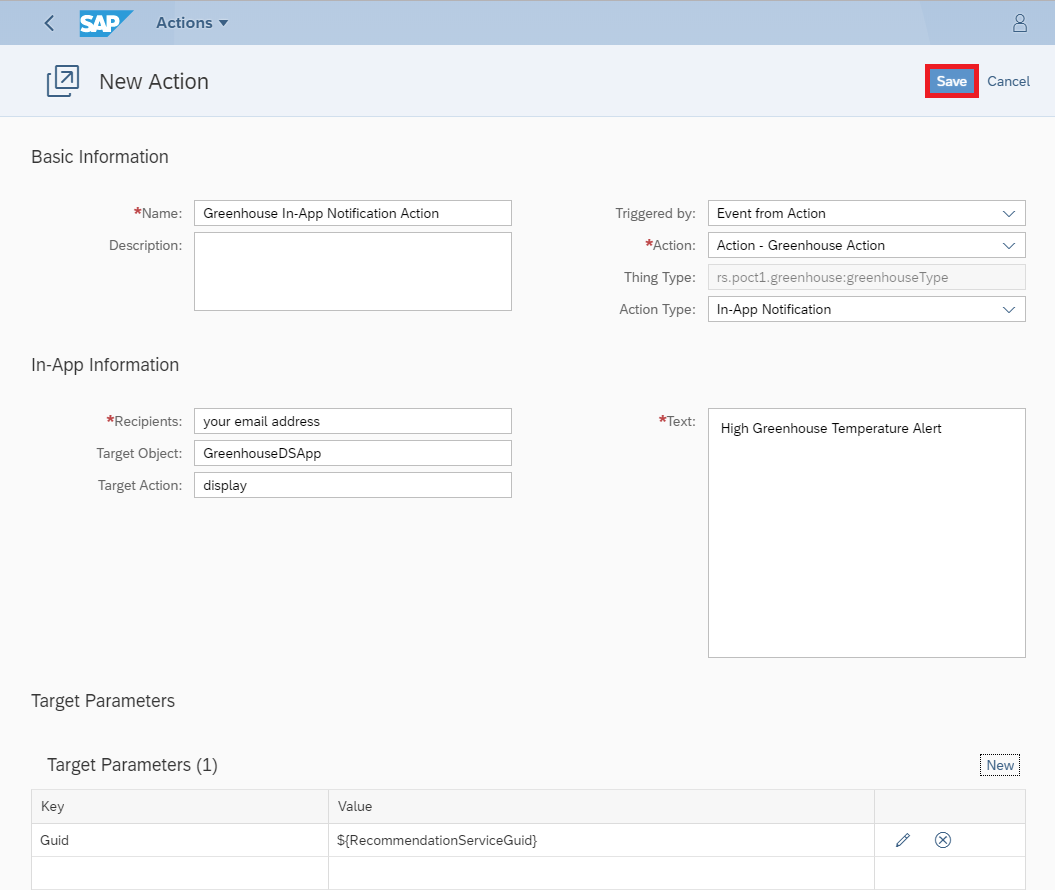 SAP Actions
New Action Save Cancel
Basic Information
*Name: Greenhouse In-App Notification Action
Description:
Triggered by: Event from Action
*Action: Action - Greenhouse Action
Thing Type: rs.poct1.greenhouse:greenhouseType
Action Type: In-App Notification
In-App Information
*Recipients: your email address
Target Object: GreenhouseDSApp
Target Action: display
*Text: High Greenhouse Temperature Alert
Target Parameters
Target Parameters (1) New
Key Value
Guid ${RecommendationServiceGuid}